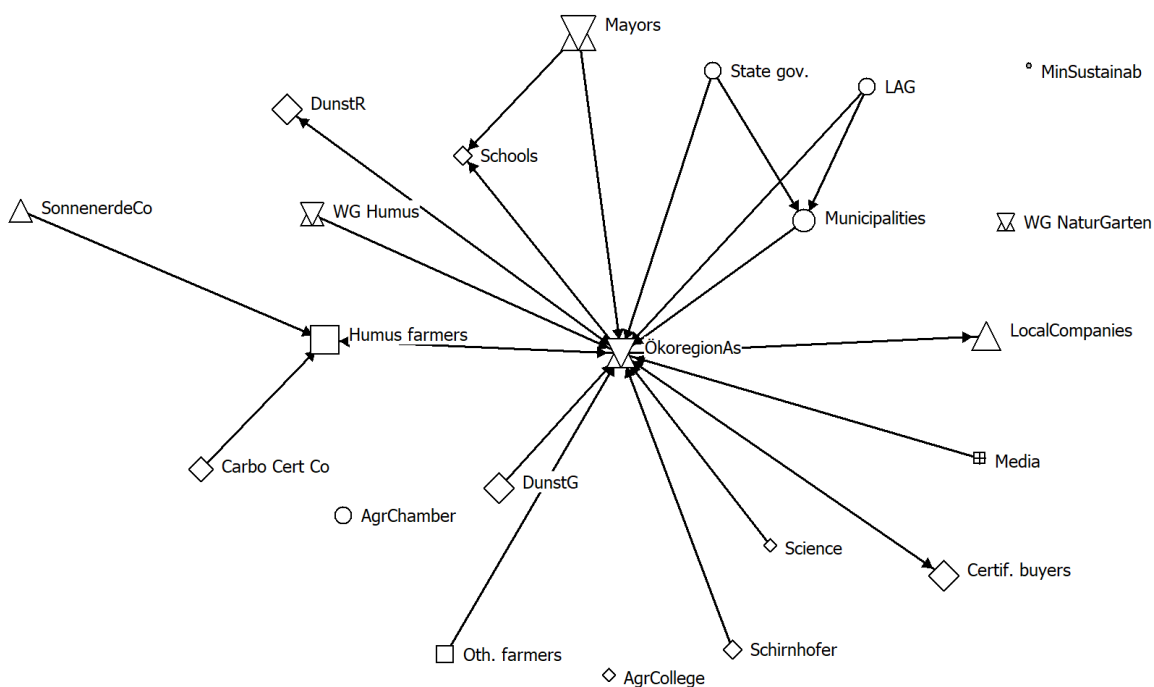 Mayors
State gov.
MinSustainab
LAG
DunstR
Schools
SonnenerdeCo
WG Humus
Municipalities
WG NaturGarten
Humus farmers
ÖkoregionAs
LocalCompanies
Carbo Cert Co
DunstG
Media
AgrChamber
Science
Certif. buyers
Oth. farmers
Schirnhofer
AgrCollege